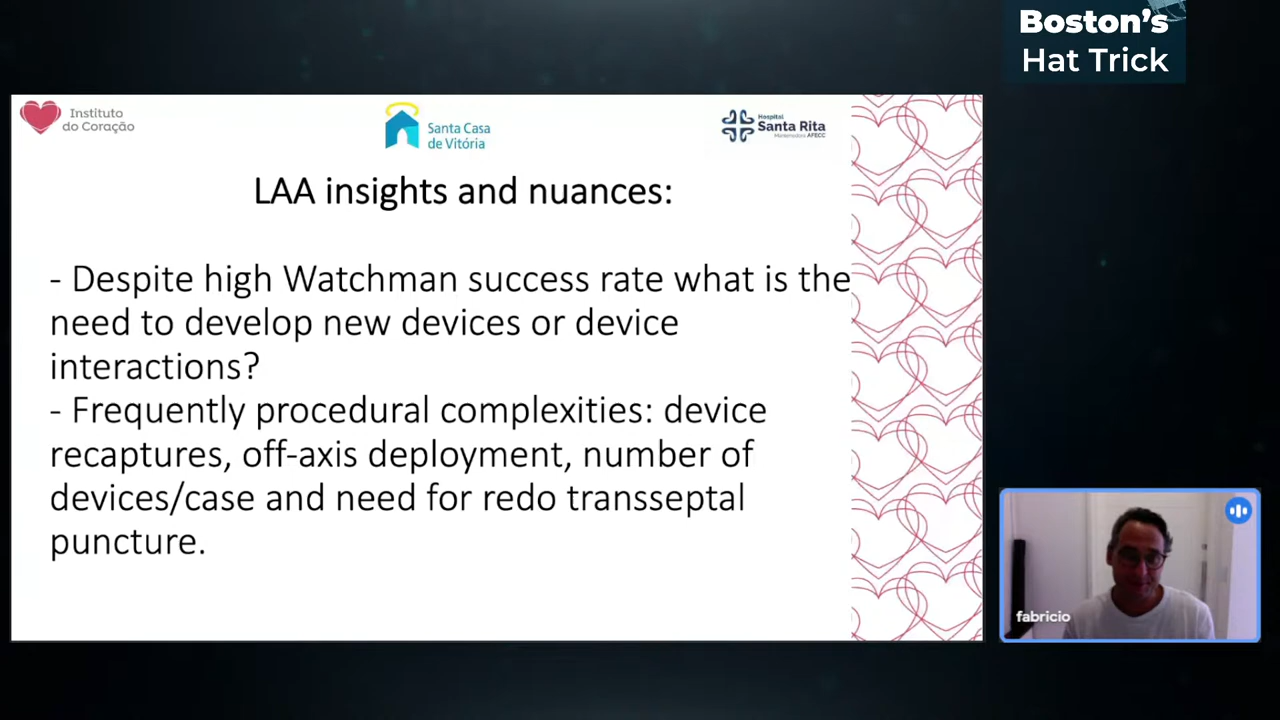 Boston's
Hat Trick
Instituto
do Coração
Santa Casa
de Vitória
Hospital
Santa Rita
AFECC
LAA insights and nuances:
- Despite high Watchman success rate what is the
need to develop new devices or device
interactions?
- Frequently procedural complexities: device
recaptures, off-axis deployment, number of
devices/case and need for redo transseptal
puncture.
fabricio